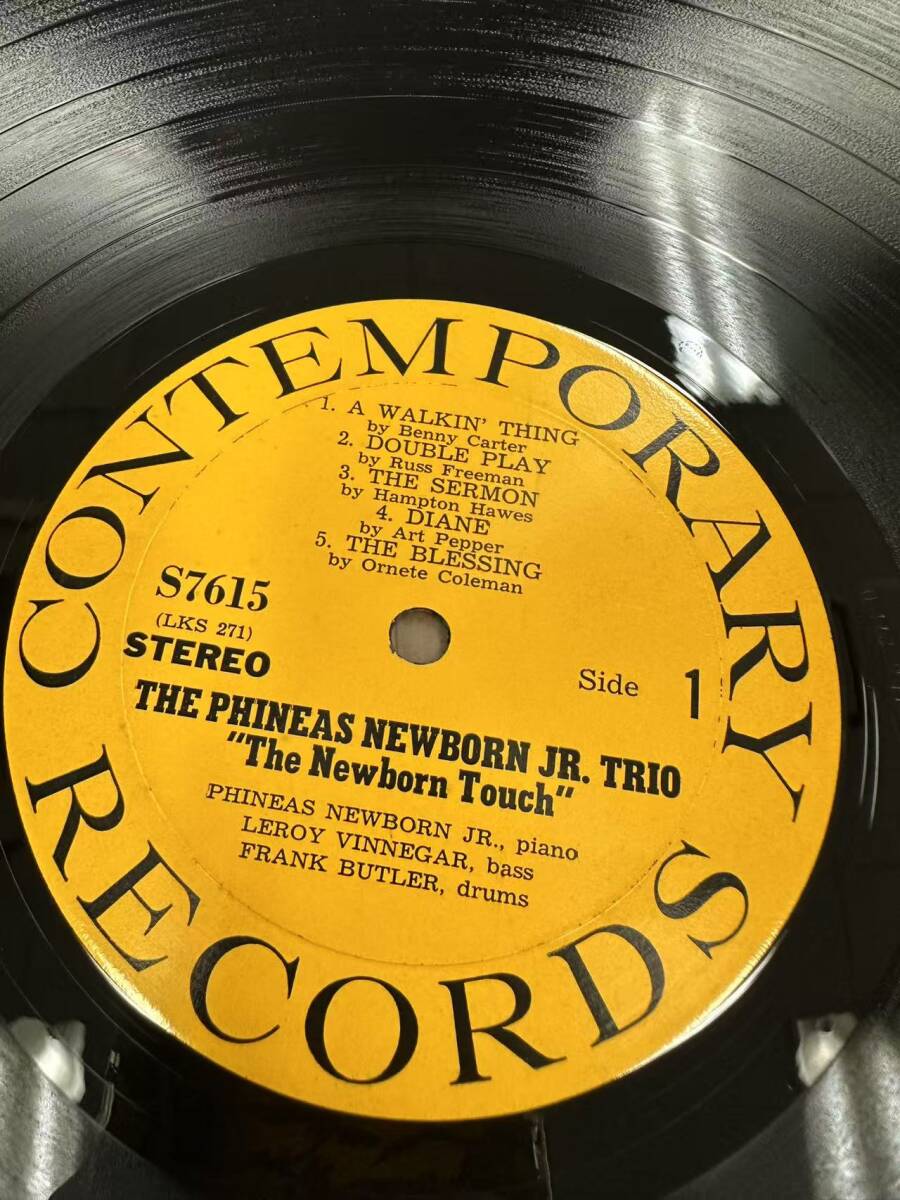 CONTEMPORARY
1. A WALKIN' THING
by Benny Carter
2. DOUBLE PLAY
by Russ Freeman
3. THE SERMON
by Hampton Hawes
4. DIANE
by Art Pepper
5. THE BLESSING
by Ornete Coleman
S7615
(LKS 271)
STEREO
Side 1
THE PHINEAS NEWBORN JR. TRIO
"The Newborn Touch"
PHINEAS NEWBORN JR., piano
LEROY VINNEGAR, bass
FRANK BUTLER, drums
RECORDS